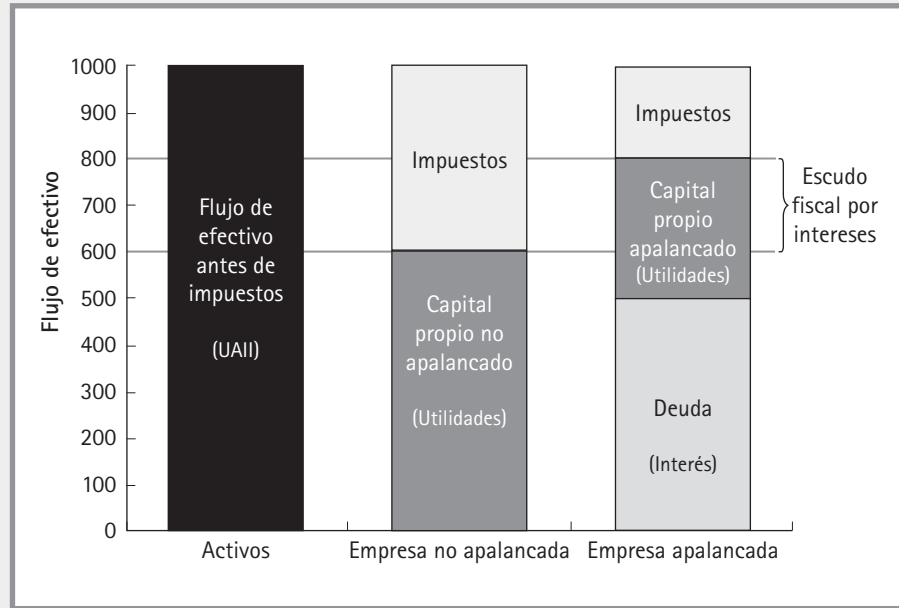 1000
900
800
700
600
500
400
300
200
100
0
Flujo de efectivo
Flujo de
efectivo
antes de
impuestos
(UAII)
Impuestos
Capital
propio no
apalancado
(Utilidades)
Impuestos
Capital
propio
apalancado
(Utilidades)
Deuda
(Interés)
Escudo
fiscal por
intereses
Activos
Empresa no apalancada
Empresa apalancada